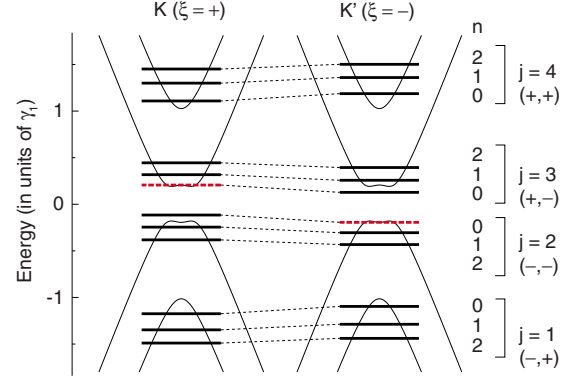 K (ξ = +)
K' (ξ = −)
n
Energy (in units of γ₁)
1
0
-1
2
1
0
j = 4
(+,+)
2
1
0
j = 3
(+,−)
0
1
2
j = 2
(−,−)
0
1
2
j = 1
(−,+)